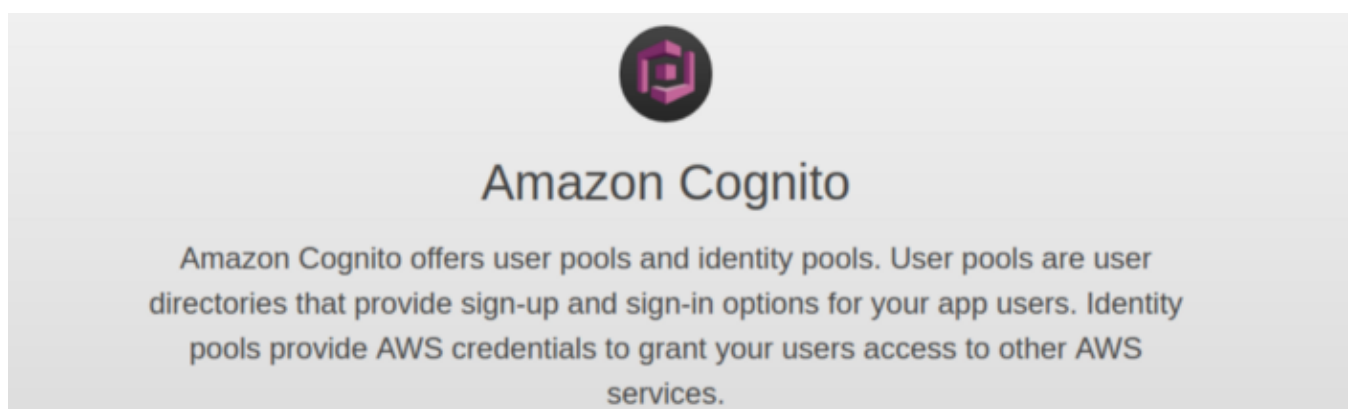 Amazon Cognito
Amazon Cognito offers user pools and identity pools. User pools are user
directories that provide sign-up and sign-in options for your app users. Identity
pools provide AWS credentials to grant your users access to other AWS
services.